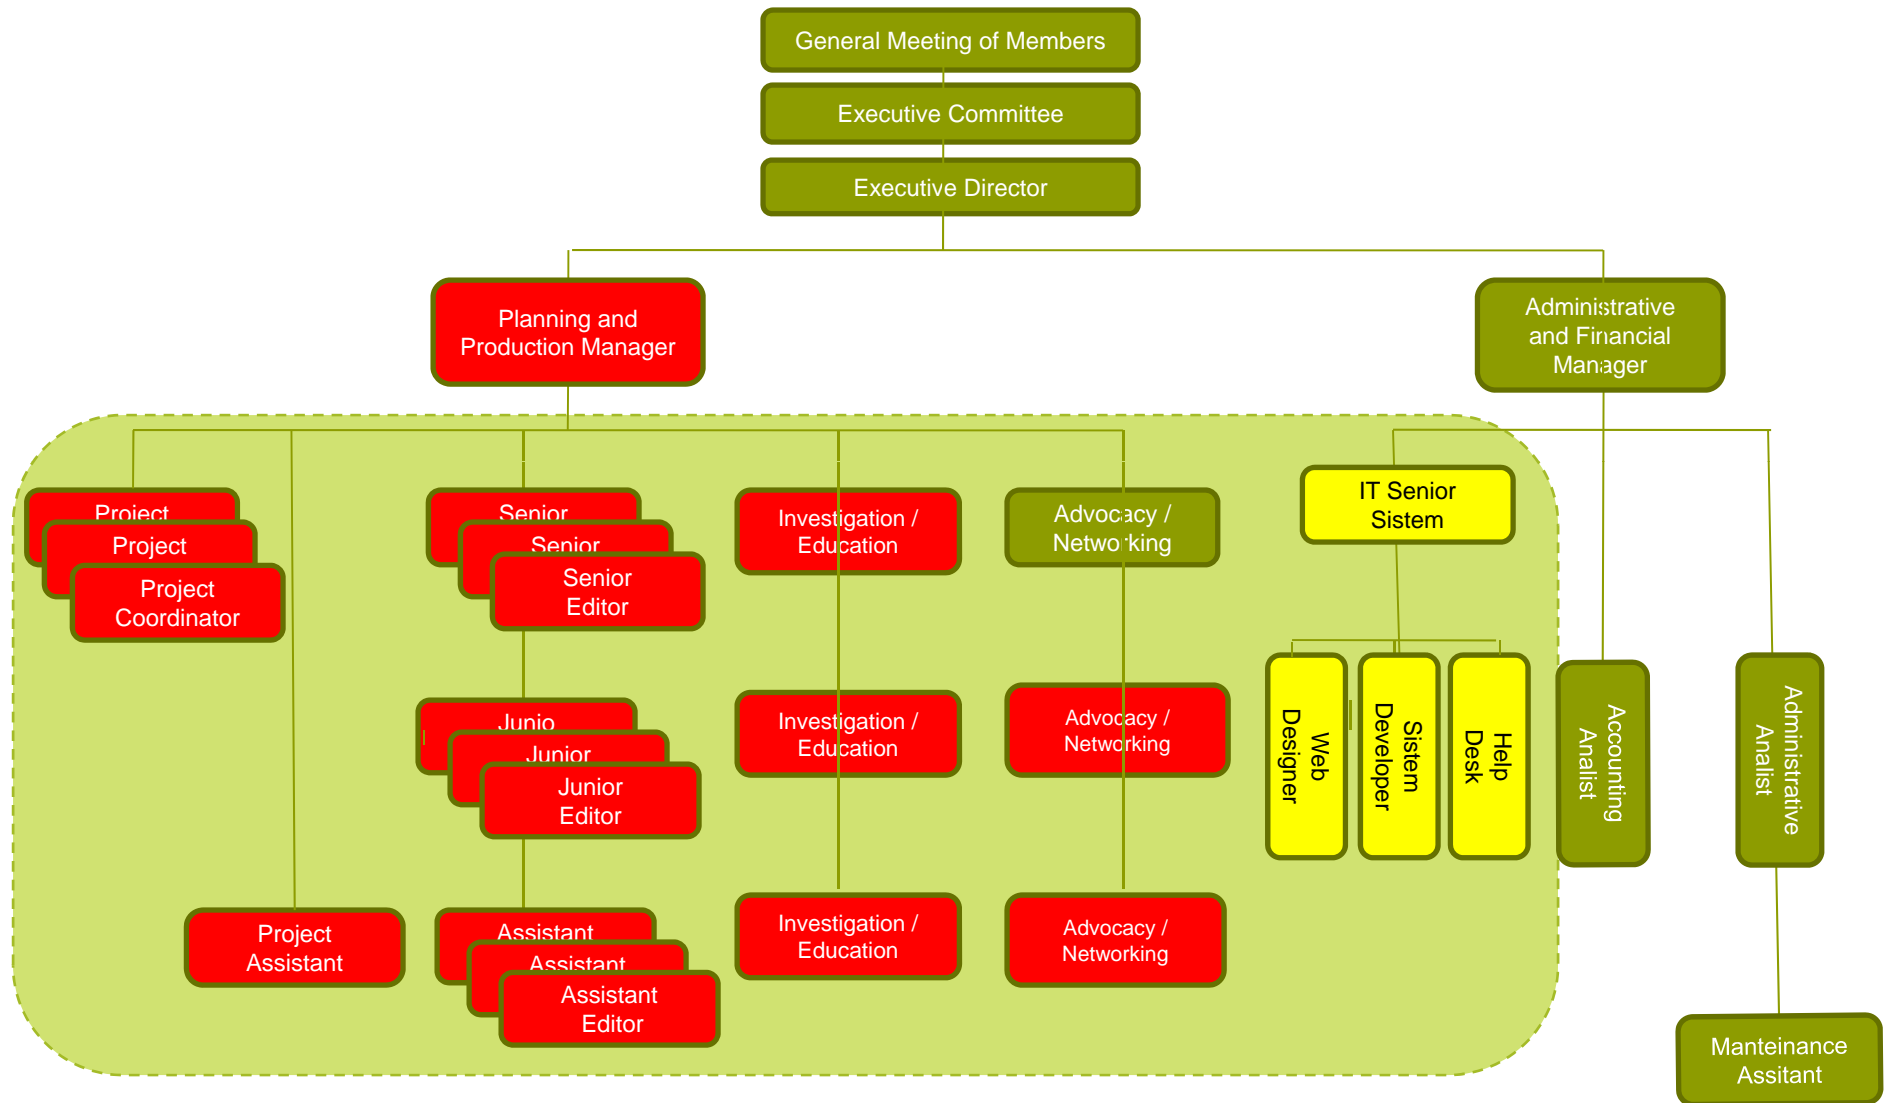 General Meeting of Members
Executive Committee
Executive Director
Planning and
Production Manager
Administrative
and Financial
Manager
Project
Project
Project
Coordinator
Senior
Senior
Senior
Editor
Investigation /
Education
Advocacy /
Networking
IT Senior
Sistem
Junio
Junior
Junior
Editor
Investigation /
Education
Advocacy /
Networking
Web
Designer
Sistem
Developer
Help
Desk
Accounting
Analist
Administrative
Analist
Project
Assistant
Assistant
Assistant
Assistant
Editor
Investigation /
Education
Advocacy /
Networking
Manteinance
Assitant